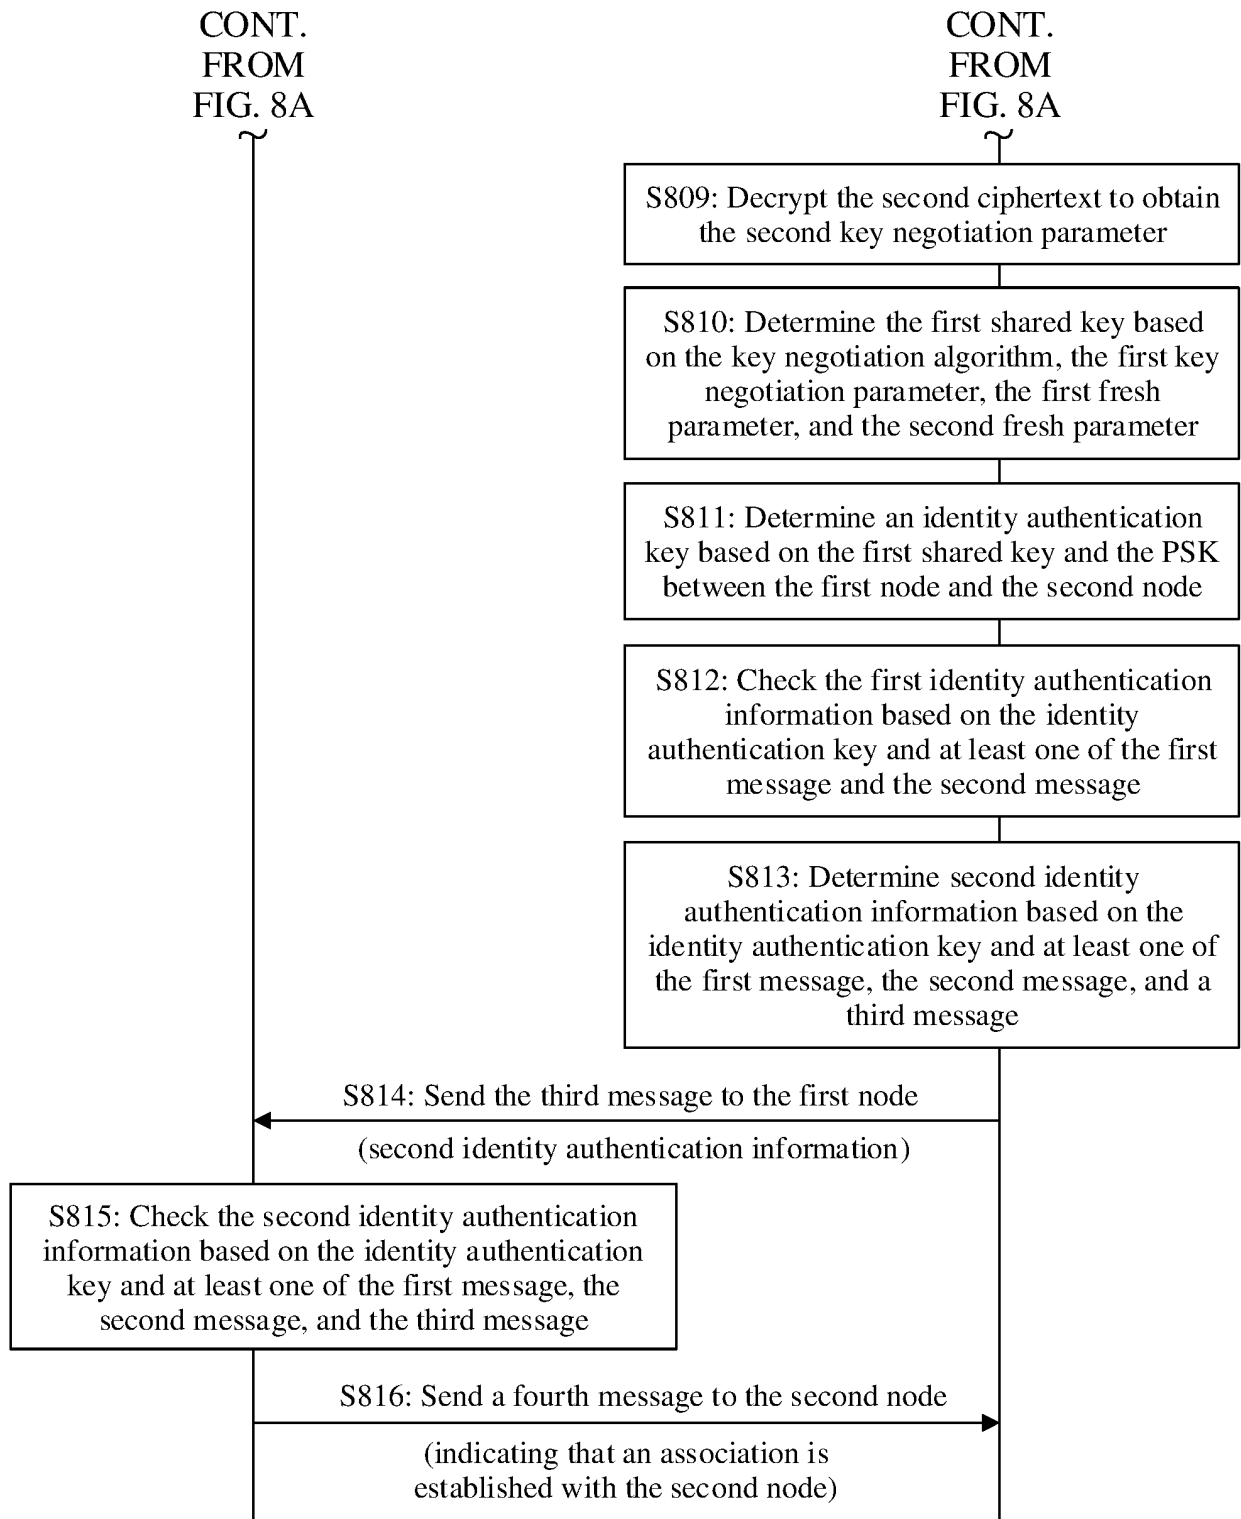 CONT.
FROM
FIG. 8A
CONT.
FROM
FIG. 8A
S809: Decrypt the second ciphertext to obtain
the second key negotiation parameter
S810: Determine the first shared key based
on the key negotiation algorithm, the first key
negotiation parameter, the first fresh
parameter, and the second fresh parameter
S811: Determine an identity authentication
key based on the first shared key and the PSK
between the first node and the second node
S812: Check the first identity authentication
information based on the identity
authentication key and at least one of the first
message and the second message
S813: Determine second identity
authentication information based on the
identity authentication key and at least one of
the first message, the second message, and a
third message
S814: Send the third message to the first node
(second identity authentication information)
S815: Check the second identity authentication
information based on the identity authentication
key and at least one of the first message, the
second message, and the third message
S816: Send a fourth message to the second node
(indicating that an association is
established with the second node)